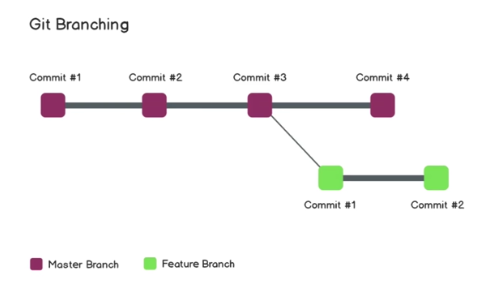 Git Branching
Commit #1 Commit #2 Commit #3 Commit #4
Commit #1 Commit #2
Master Branch Feature Branch